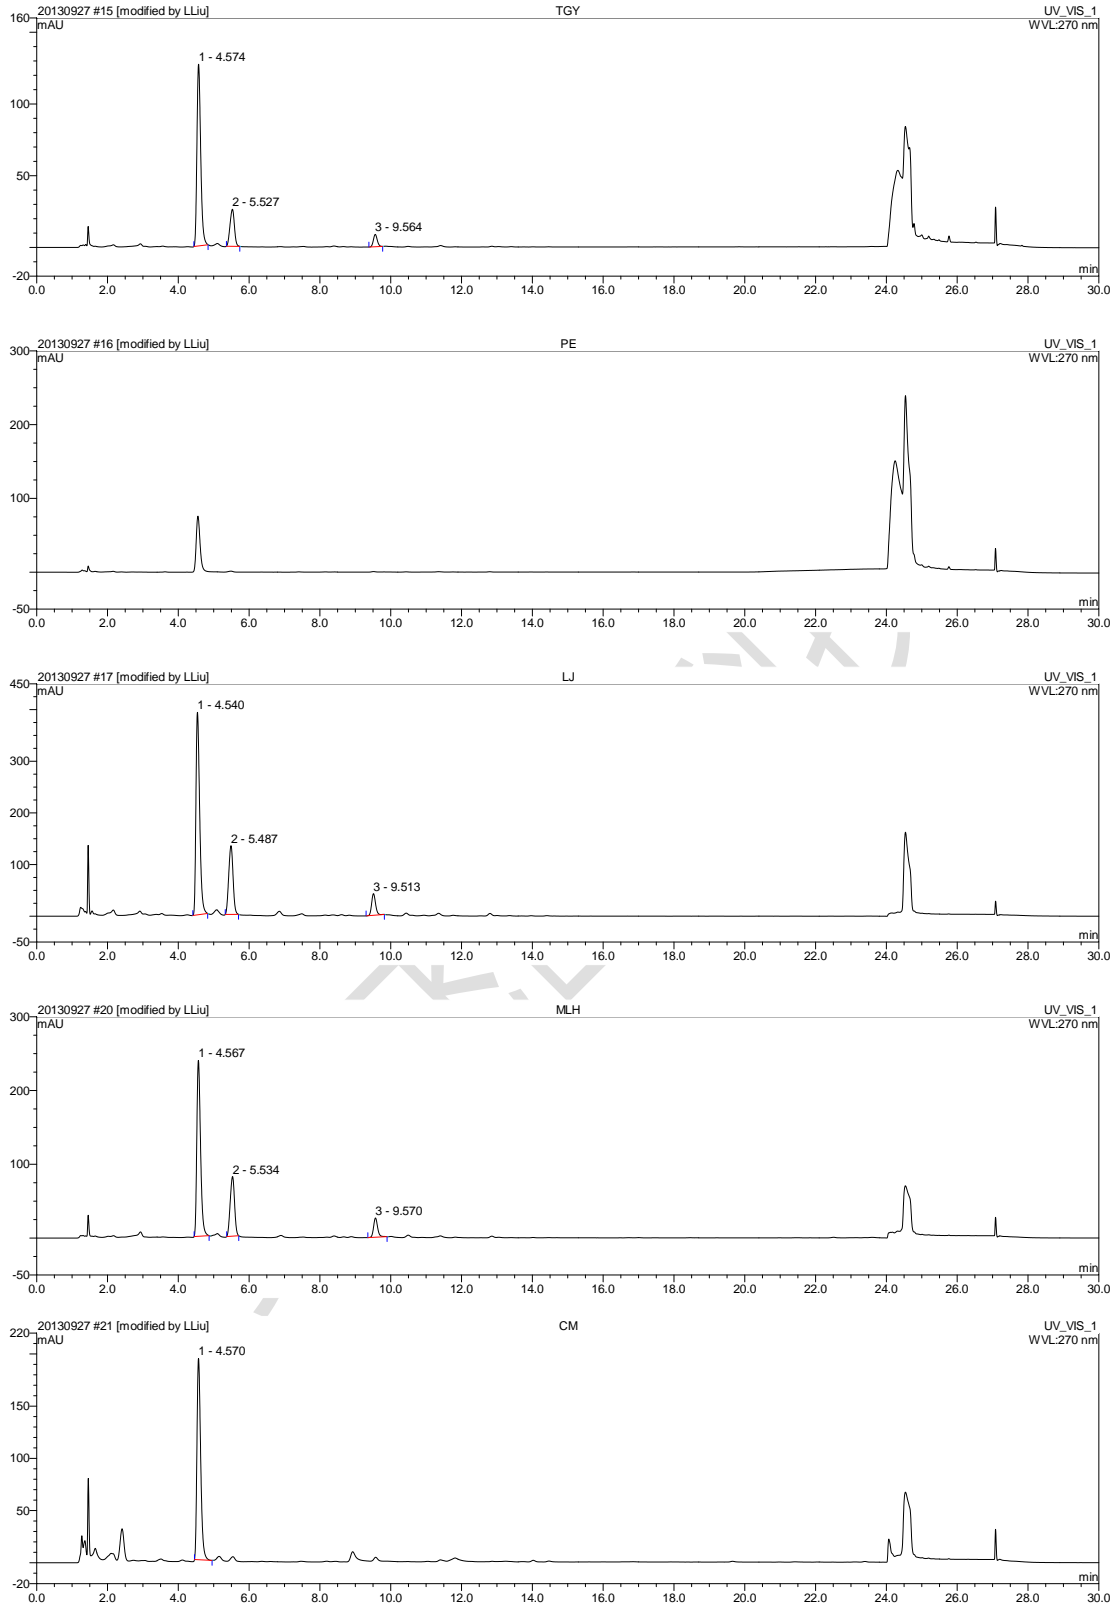 20130927 #15 [modified by LLiu] TGY UV_VIS_1
160
mAU WVL:270 nm
1 - 4.574
100
50
2 - 5.527
3 - 9.564
-20
min
0.0 2.0 4.0 6.0 8.0 10.0 12.0 14.0 16.0 18.0 20.0 22.0 24.0 26.0 28.0 30.0
20130927 #16 [modified by LLiu] PE UV_VIS_1
300
mAU WVL:270 nm
200
100
-50
min
0.0 2.0 4.0 6.0 8.0 10.0 12.0 14.0 16.0 18.0 20.0 22.0 24.0 26.0 28.0 30.0
20130927 #17 [modified by LLiu] LJ UV_VIS_1
450
mAU WVL:270 nm
1 - 4.540
300
200
2 - 5.487
100
3 - 9.513
-50
min
0.0 2.0 4.0 6.0 8.0 10.0 12.0 14.0 16.0 18.0 20.0 22.0 24.0 26.0 28.0 30.0
20130927 #20 [modified by LLiu] MLH UV_VIS_1
300
mAU WVL:270 nm
1 - 4.567
200
100
2 - 5.534
3 - 9.570
-50
min
0.0 2.0 4.0 6.0 8.0 10.0 12.0 14.0 16.0 18.0 20.0 22.0 24.0 26.0 28.0 30.0
20130927 #21 [modified by LLiu] CM UV_VIS_1
220
mAU WVL:270 nm
1 - 4.570
150
100
50
-20
min
0.0 2.0 4.0 6.0 8.0 10.0 12.0 14.0 16.0 18.0 20.0 22.0 24.0 26.0 28.0 30.0